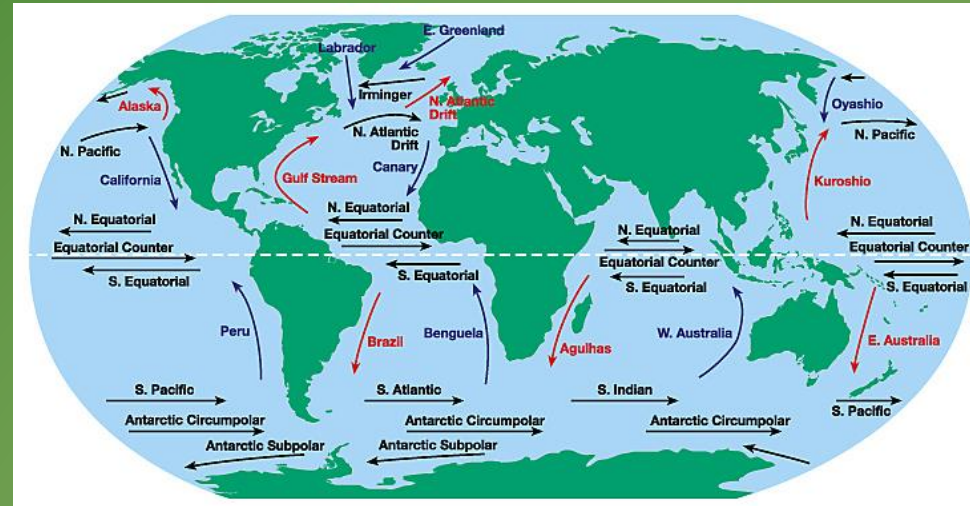 E. Greenland
Labrador
Irminger
Alaska
N. Atlantic
Drift
Oyashio
N. Pacific
N. Atlantic
Drift
N. Pacific
California
Gulf Stream
Canary
Kuroshio
N. Equatorial
N. Equatorial
N. Equatorial
N. Equatorial
Equatorial Counter
Equatorial Counter
Equatorial Counter
Equatorial Counter
S. Equatorial
S. Equatorial
S. Equatorial
S. Equatorial
Peru
Brazil
Benguela
Agulhas
W. Australia
E. Australia
S. Pacific
S. Atlantic
S. Indian
S. Pacific
Antarctic Circumpolar
Antarctic Circumpolar
Antarctic Circumpolar
Antarctic Subpolar
Antarctic Subpolar